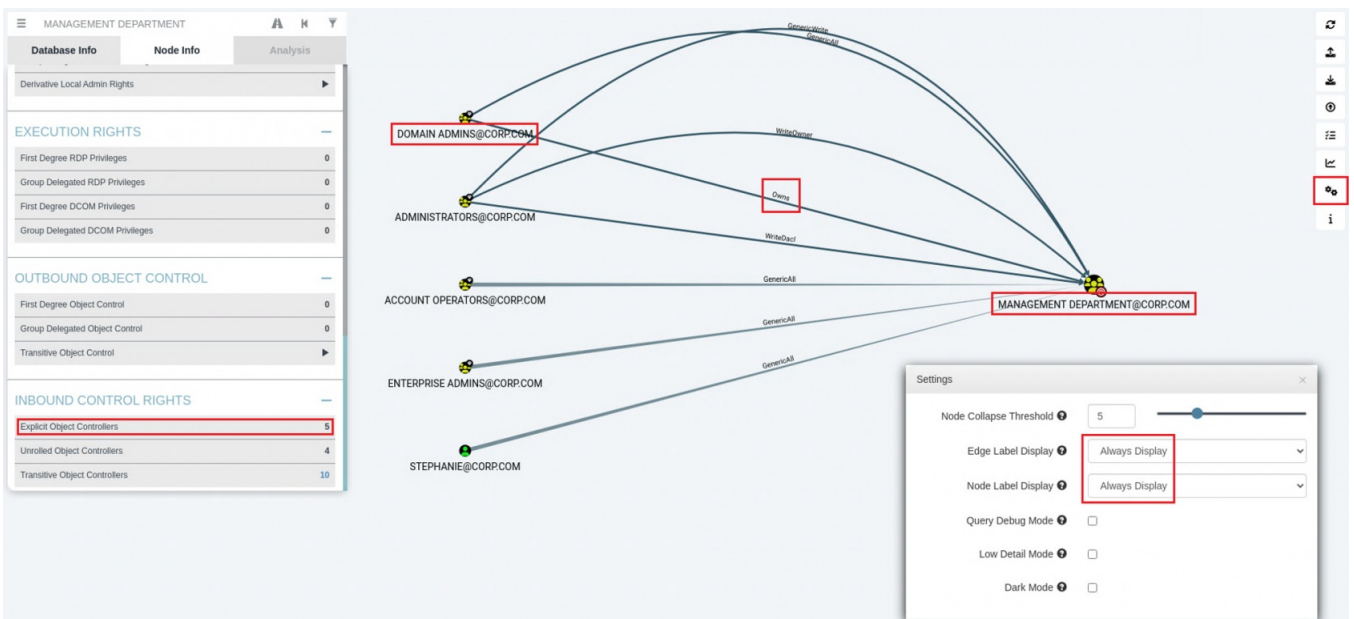 MANAGEMENT DEPARTMENT
Database Info Node Info Analysis
Derivative Local Admin Rights
EXECUTION RIGHTS
First Degree RDP Privileges 0
Group Delegated RDP Privileges 0
First Degree DCOM Privileges 0
Group Delegated DCOM Privileges 0
OUTBOUND OBJECT CONTROL
First Degree Object Control 0
Group Delegated Object Control 0
Transitive Object Control
INBOUND CONTROL RIGHTS
Explicit Object Controllers 5
Unrolled Object Controllers 4
Transitive Object Controllers 10
GenericWrite
GenericAll
DOMAIN ADMINS@CORP.COM
WriteOwner
Owns
ADMINISTRATORS@CORP.COM
WriteDacl
GenericAll
ACCOUNT OPERATORS@CORP.COM
MANAGEMENT DEPARTMENT@CORP.COM
GenericAll
GenericAll
ENTERPRISE ADMINS@CORP.COM
STEPHANIE@CORP.COM
i
Settings ×
Node Collapse Threshold ? 5
Edge Label Display ? Always Display
Node Label Display ? Always Display
Query Debug Mode ?
Low Detail Mode ?
Dark Mode ?